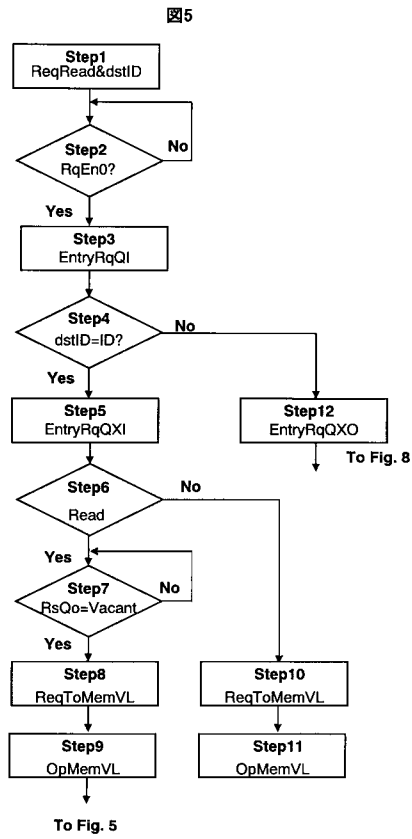 図5
Step1
ReqRead&dstID
Step2
No
RqEn0?
Yes
Step3
EntryRqQI
Step4
No
dstID=ID?
Yes
Step5
EntryRqQXI
Step12
EntryRqQXO
To Fig. 8
Step6
No
Read
Yes
Step7
No
RsQo=Vacant
Yes
Step8
ReqToMemVL
Step10
ReqToMemVL
Step9
OpMemVL
Step11
OpMemVL
To Fig. 5